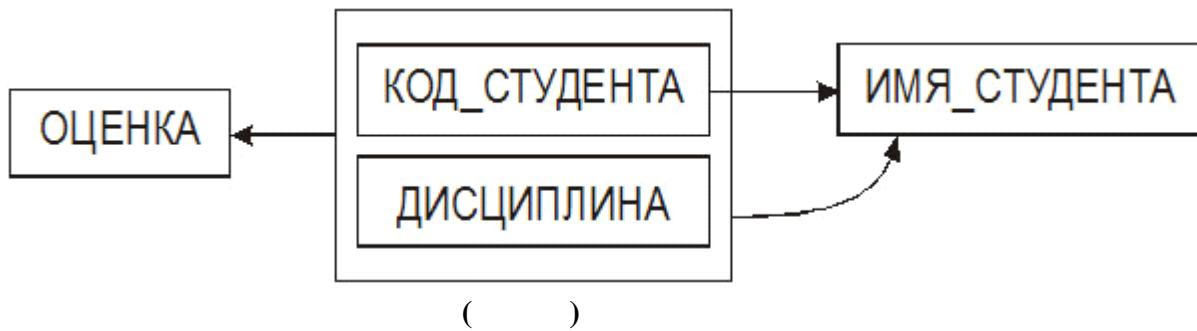 КОД_СТУДЕНТА
ИМЯ_СТУДЕНТА
ОЦЕНКА
ДИСЦИПЛИНА
( )